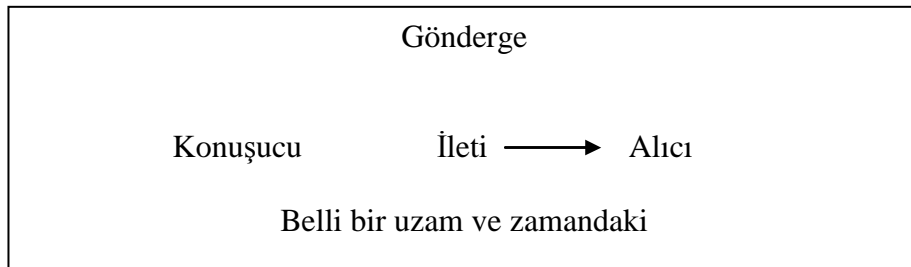 Gönderge
Konuşucu İleti Alıcı
Belli bir uzam ve zamandaki